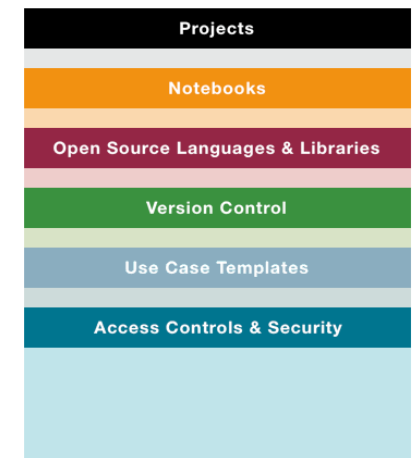 Projects
Notebooks
Open Source Languages & Libraries
Version Control
Use Case Templates
Access Controls & Security